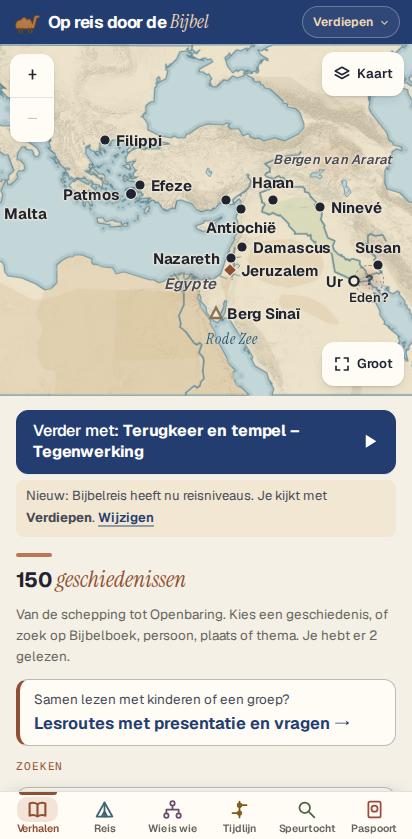 Op reis door de Bijbel
Verdiepen
+
−
Kaart
Filippi
Bergen van Ararat
Haran
Efeze
Patmos
Ninevé
Malta
Antiochië
Damascus
Susan
Nazareth
Jeruzalem
Egypte
Ur
?
Eden?
Berg Sinaï
Rode Zee
Groot
Verder met: Terugkeer en tempel –
Tegenwerking
Nieuw: Bijbelreis heeft nu reisniveaus. Je kijkt met
Verdiepen. Wijzigen
150 geschiedenissen
Van de schepping tot Openbaring. Kies een geschiedenis, of
zoek op Bijbelboek, persoon, plaats of thema. Je hebt er 2
gelezen.
Samen lezen met kinderen of een groep?
Lesroutes met presentatie en vragen →
ZOEKEN
Verhalen
Reis
Wie is wie
Tijdlijn
Speurtocht
Paspoort